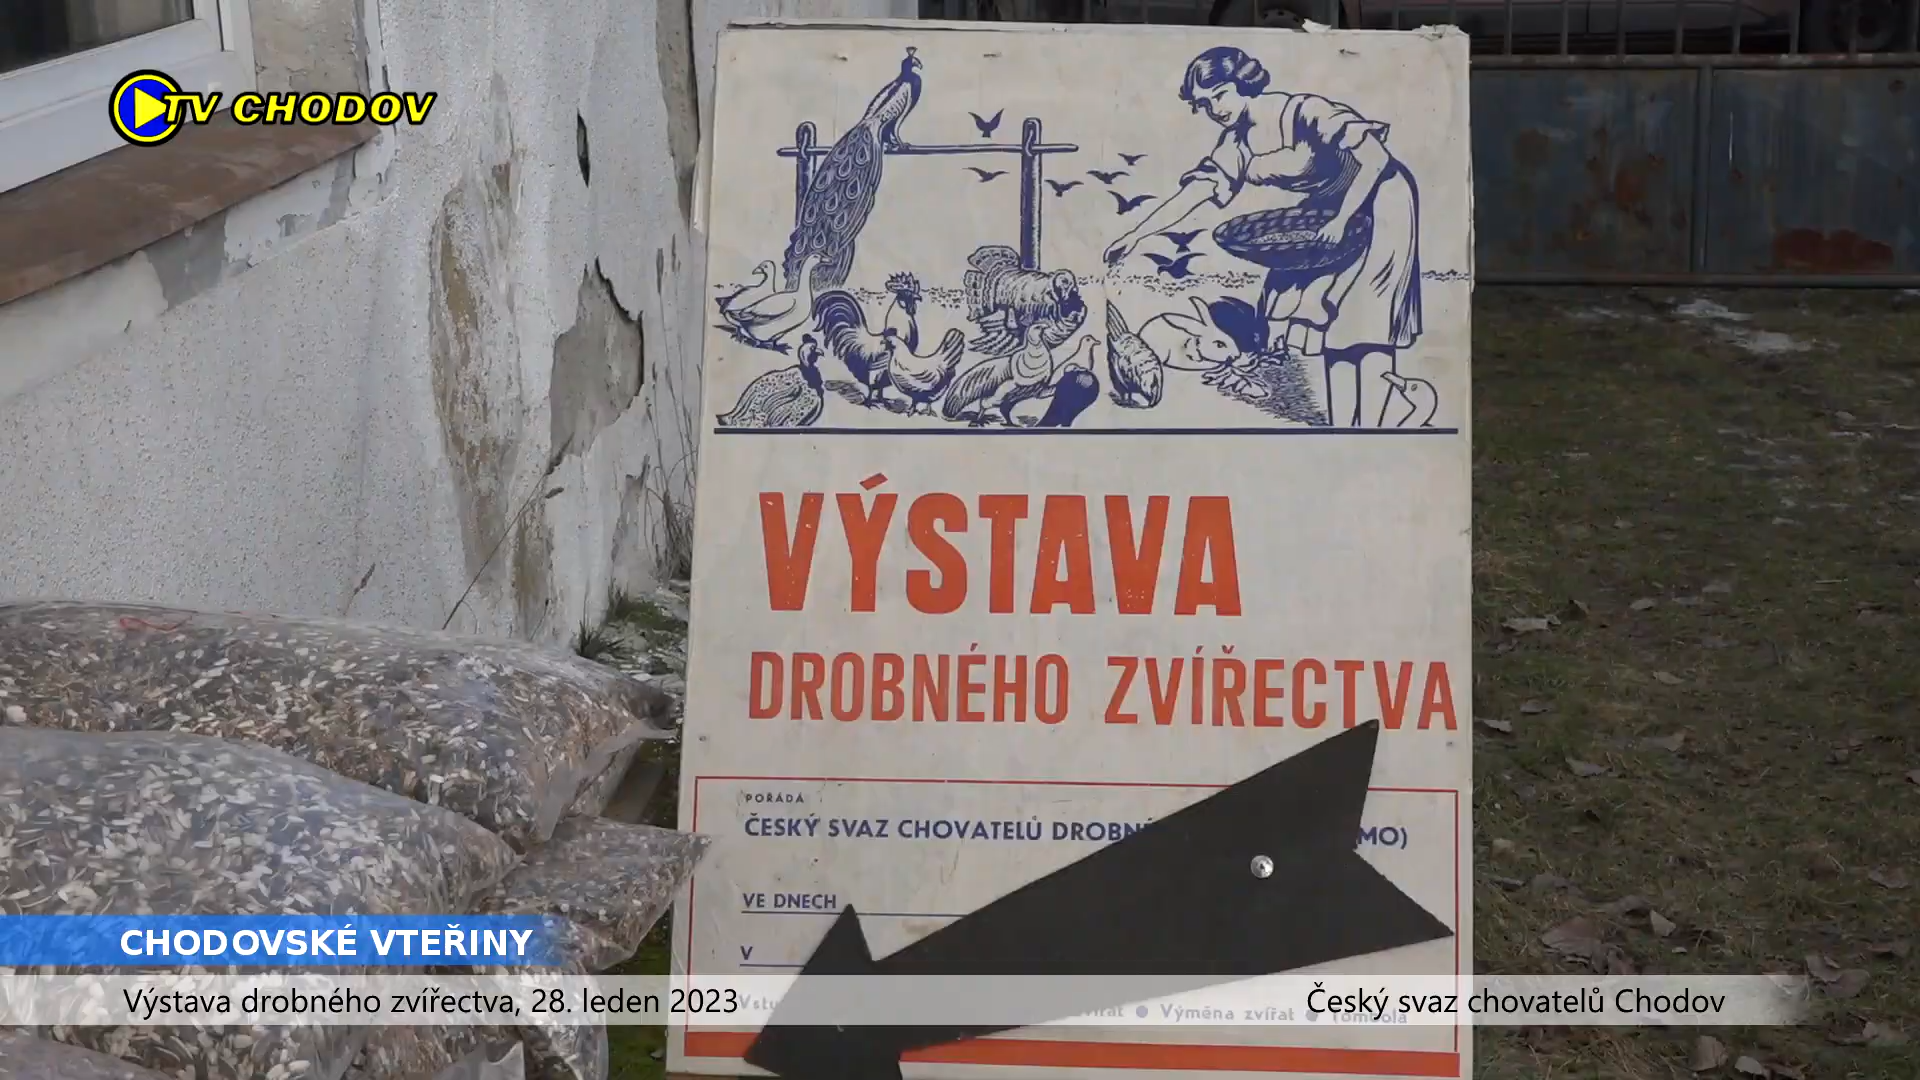 TV CHODOV
VÝSTAVA
DROBNÉHO ZVÍŘECTVA
POŘÁDÁ
ČESKÝ SVAZ CHOVATELŮ
MO)
VE DNECH
V
Výměna zvířat ● Tombola
CHODOVSKÉ VTEŘINY
Výstava drobného zvířectva, 28. leden 2023
Český svaz chovatelů Chodov